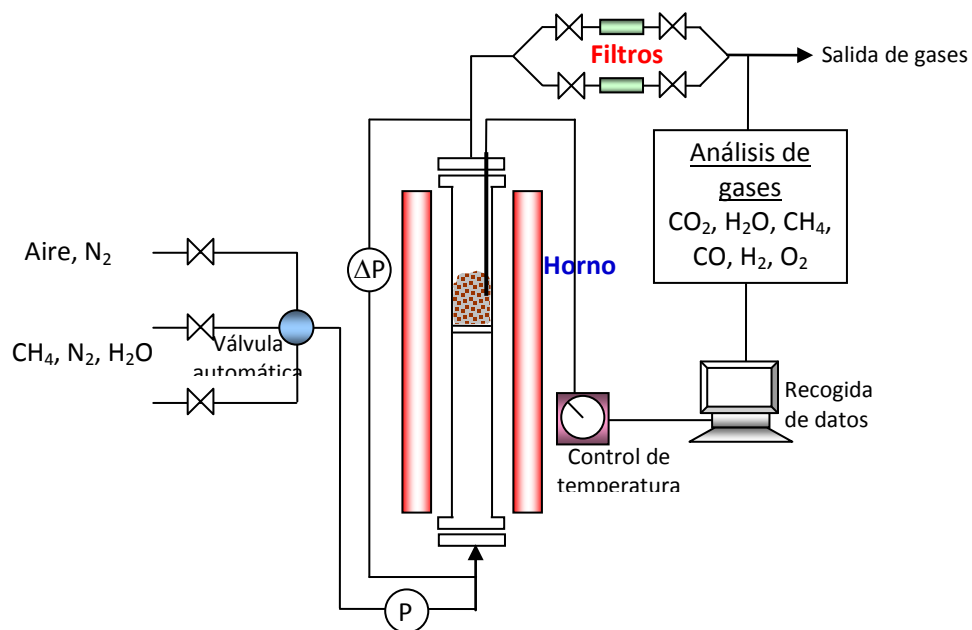 Filtros
Salida de gases
Análisis de
gases
CO₂, H₂O, CH₄,
CO, H₂, O₂
Aire, N₂
ΔP
Horno
CH₄, N₂, H₂O
Válvula
automática
Recogida
de datos
Control de
temperatura
P